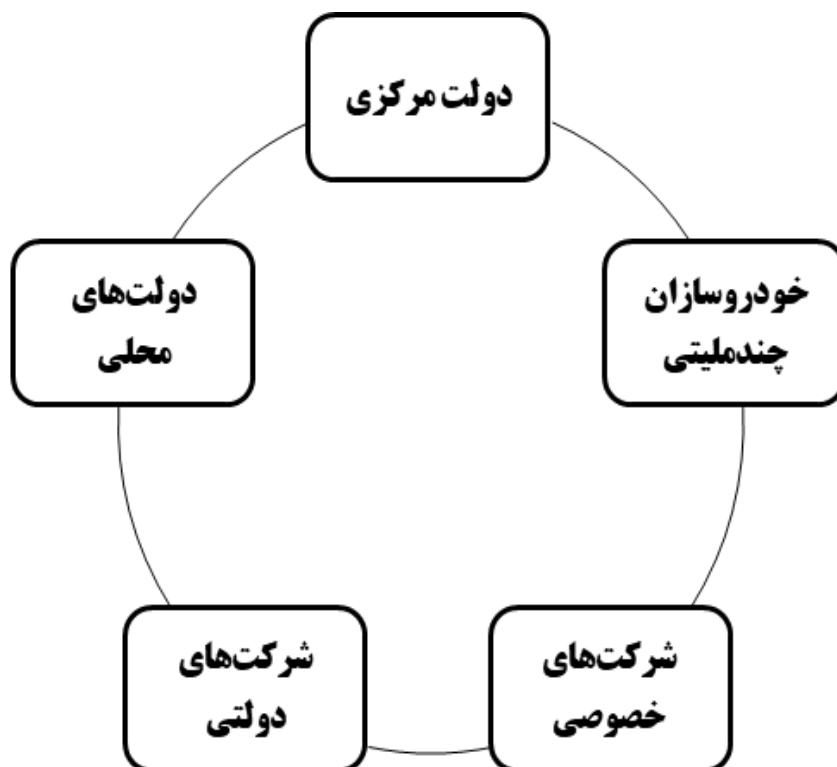 دولت مرکزی
خودروسازان
چندملیتی
شرکت‌های
خصوصی
شرکت‌های
دولتی
دولت‌های
محلی